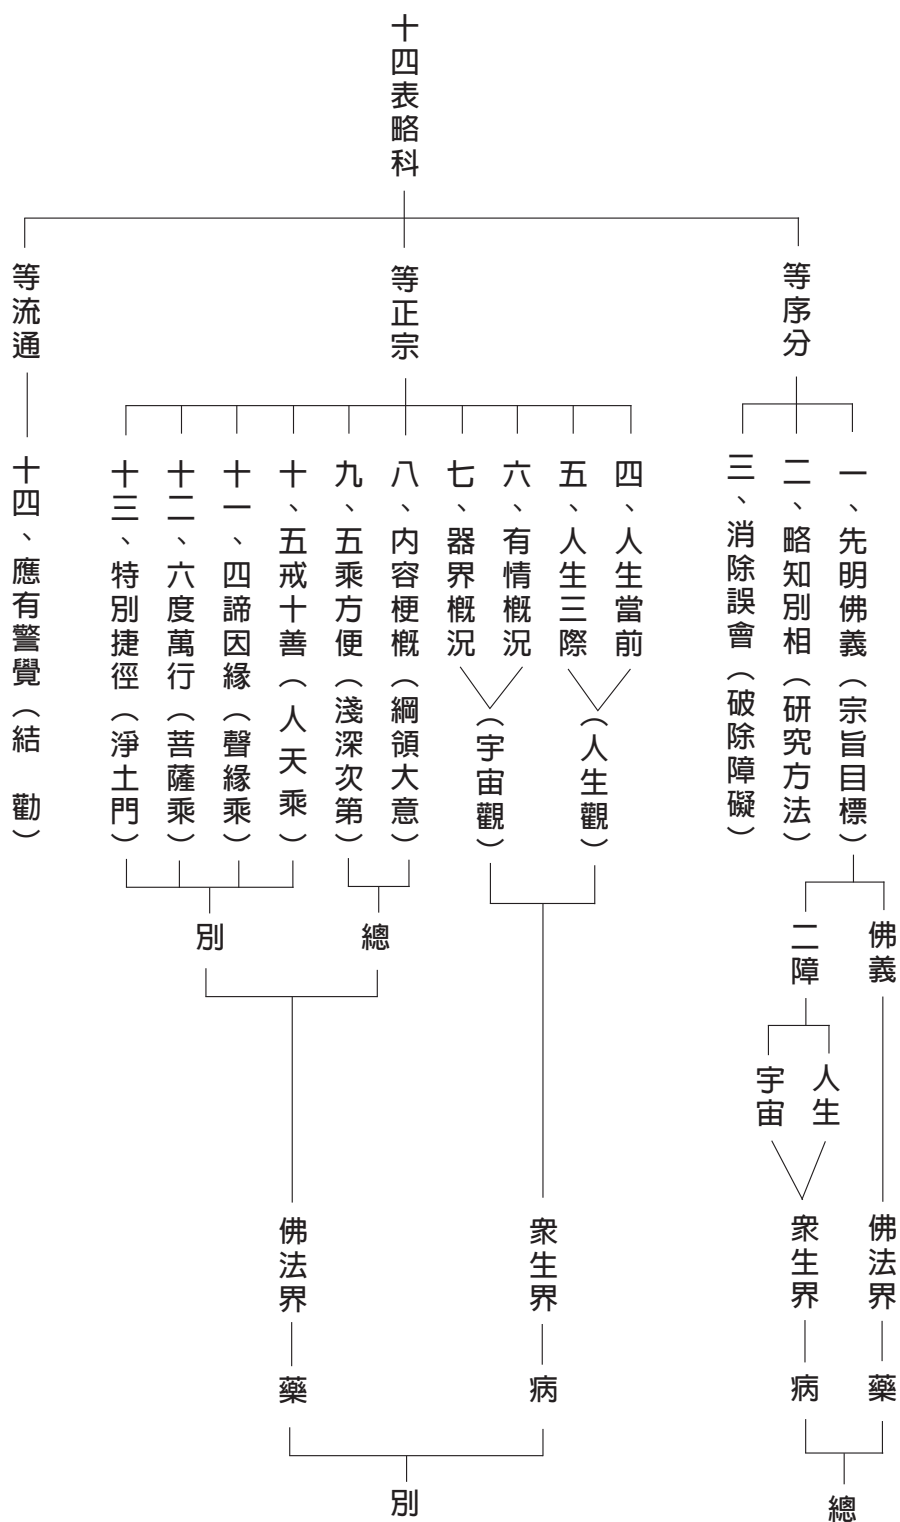 十四表略科
等序分
一、先明佛義（宗旨目標）
二、略知別相（研究方法）
三、消除誤會（破除障礙）
佛義
二障
人生
宇宙
佛法界
眾生界
藥
病
總
等正宗
四、人生當前
五、人生三際
（人生觀）
六、有情概況
七、器界概況
（宇宙觀）
八、內容梗概（綱領大意）
九、五乘方便（淺深次第）
總
十、五戒十善（人天乘）
十一、四諦因緣（聲緣乘）
十二、六度萬行（菩薩乘）
十三、特別捷徑（淨土門）
別
眾生界
病
佛法界
藥
別
等流通
十四、應有警覺（結　勸）